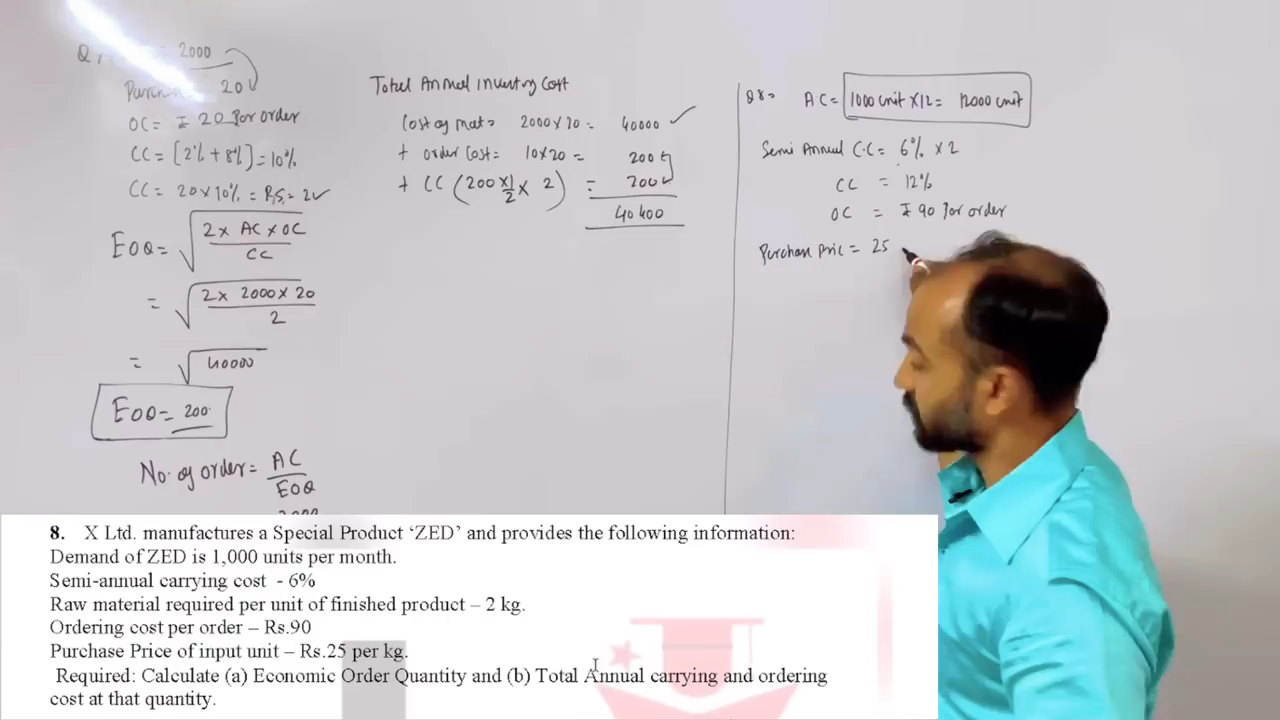 Q 2000
Purcha 20
OC= ₹ 20 Per order
CC= [2% + 8%]=10%
CC= 20 x 10% = RS= 2
EOQ= √ 2 x AC x OC
CC
= √ 2 x 2000 x 20
2
= √ 40000
EOQ= 200
No. of order= AC
EOQ
Total Annual Inventory Cost
Cost of mat= 2000x20= 40000
+ order cost= 10x20= 200
+ CC (200 x 1/2 x 2) = 200
40400
Q8= AC= 1000 unit x12= 12000 unit
Semi Annual C.C= 6% x2
CC = 12%
OC = ₹ 90 Per order
Purchase Price = 25
8. X Ltd. manufactures a Special Product ‘ZED’ and provides the following information:
Demand of ZED is 1,000 units per month.
Semi-annual carrying cost - 6%
Raw material required per unit of finished product – 2 kg.
Ordering cost per order – Rs.90
Purchase Price of input unit – Rs.25 per kg.
Required: Calculate (a) Economic Order Quantity and (b) Total Annual carrying and ordering
cost at that quantity.